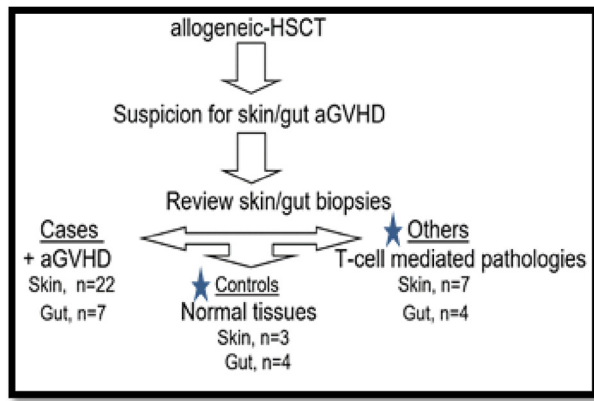 allogeneic-HSCT
Suspicion for skin/gut aGVHD
Review skin/gut biopsies
Cases
+ aGVHD
Skin, n=22
Gut, n=7
Controls
Normal tissues
Skin, n=3
Gut, n=4
Others
T-cell mediated pathologies
Skin, n=7
Gut, n=4